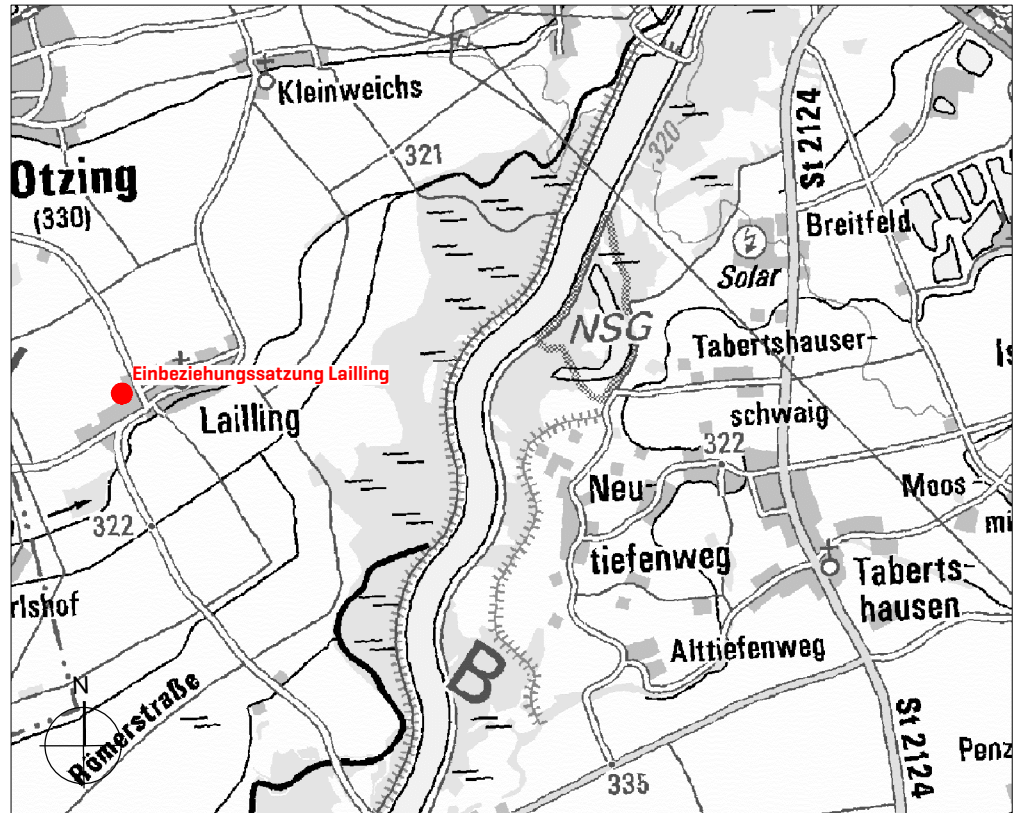 Kleinweichs
321
320
St 2124
Otzing
(330)
Breitfeld
Solar
NSG
Tabertshauser-
Einbeziehungssatzung Lailling
Lailling
schwaig
322
Neu-
Moos-
322
mi
tiefenweg
Taberts-
hausen
rlshof
Alttiefenweg
B
N
Römerstraße
St 2124
Penz
335